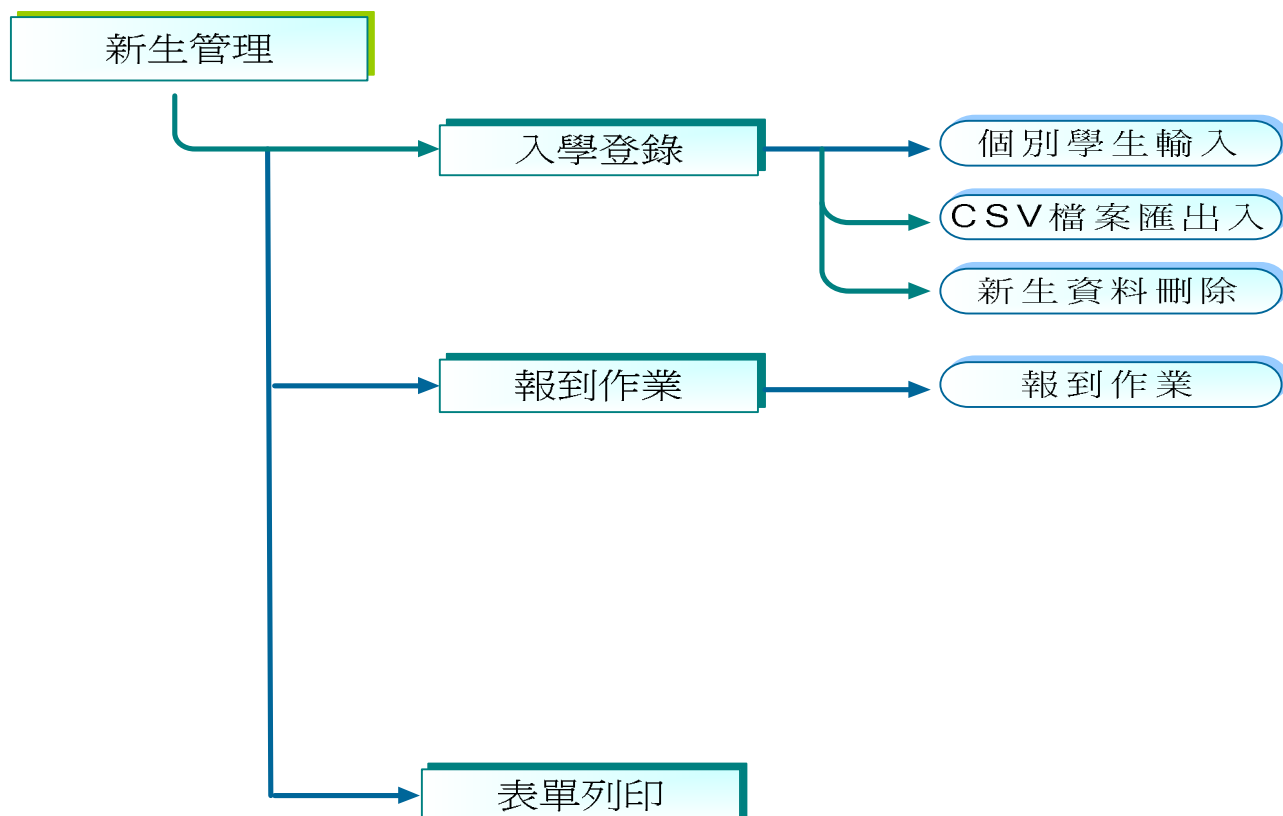 新生管理
入學登錄
個別學生輸入
CSV檔案匯出入
新生資料刪除
報到作業
報到作業
表單列印